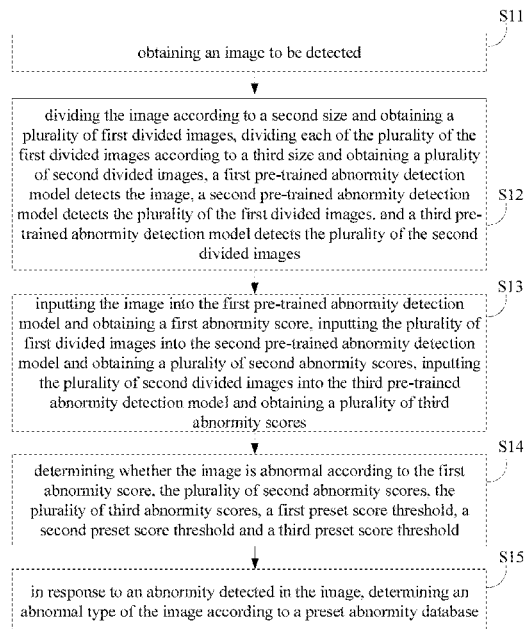 S11
obtaining an image to be detected
dividing the image according to a second size and obtaining a
plurality of first divided images, dividing each of the plurality of the
first divided images according to a third size and obtaining a plurality
of second divided images, a first pre-trained abnormity detection
model detects the image, a second pre-trained abnormity detection
model detects the plurality of the first divided images, and a third pre-
trained abnormity detection model detects the plurality of the second
divided images
S12
S13
inputting the image into the first pre-trained abnormity detection
model and obtaining a first abnormity score, inputting the plurality of
first divided images into the second pre-trained abnormity detection
model and obtaining a plurality of second abnormity scores, inputting
the plurality of second divided images into the third pre-trained
abnormity detection model and obtaining a plurality of third
abnormity scores
S14
determining whether the image is abnormal according to the first
abnormity score, the plurality of second abnormity scores, the
plurality of third abnormity scores, a first preset score threshold, a
second preset score threshold and a third preset score threshold
S15
in response to an abnormity detected in the image, determining an
abnormal type of the image according to a preset abnormity database